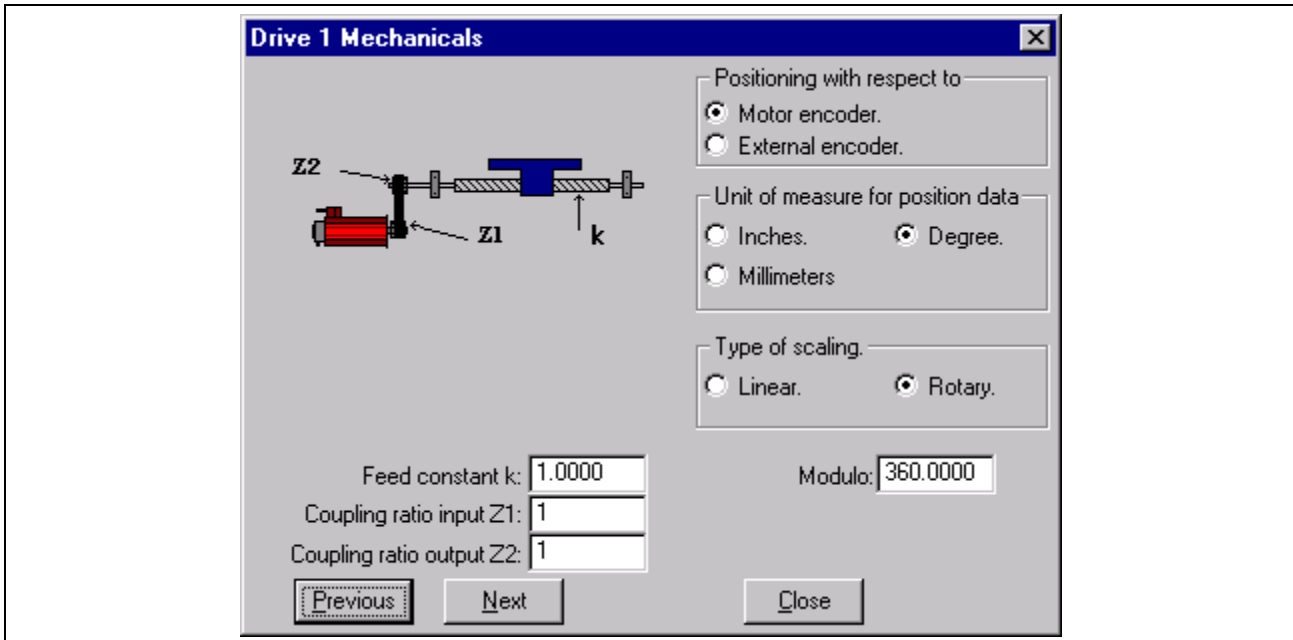 Drive 1 Mechanicals
Positioning with respect to
Motor encoder.
External encoder.
Z2
Z1
k
Unit of measure for position data
Inches. Degree.
Millimeters
Type of scaling.
Linear. Rotary.
Feed constant k: 1.0000 Modulo: 360.0000
Coupling ratio input Z1: 1
Coupling ratio output Z2: 1
Previous Next Close